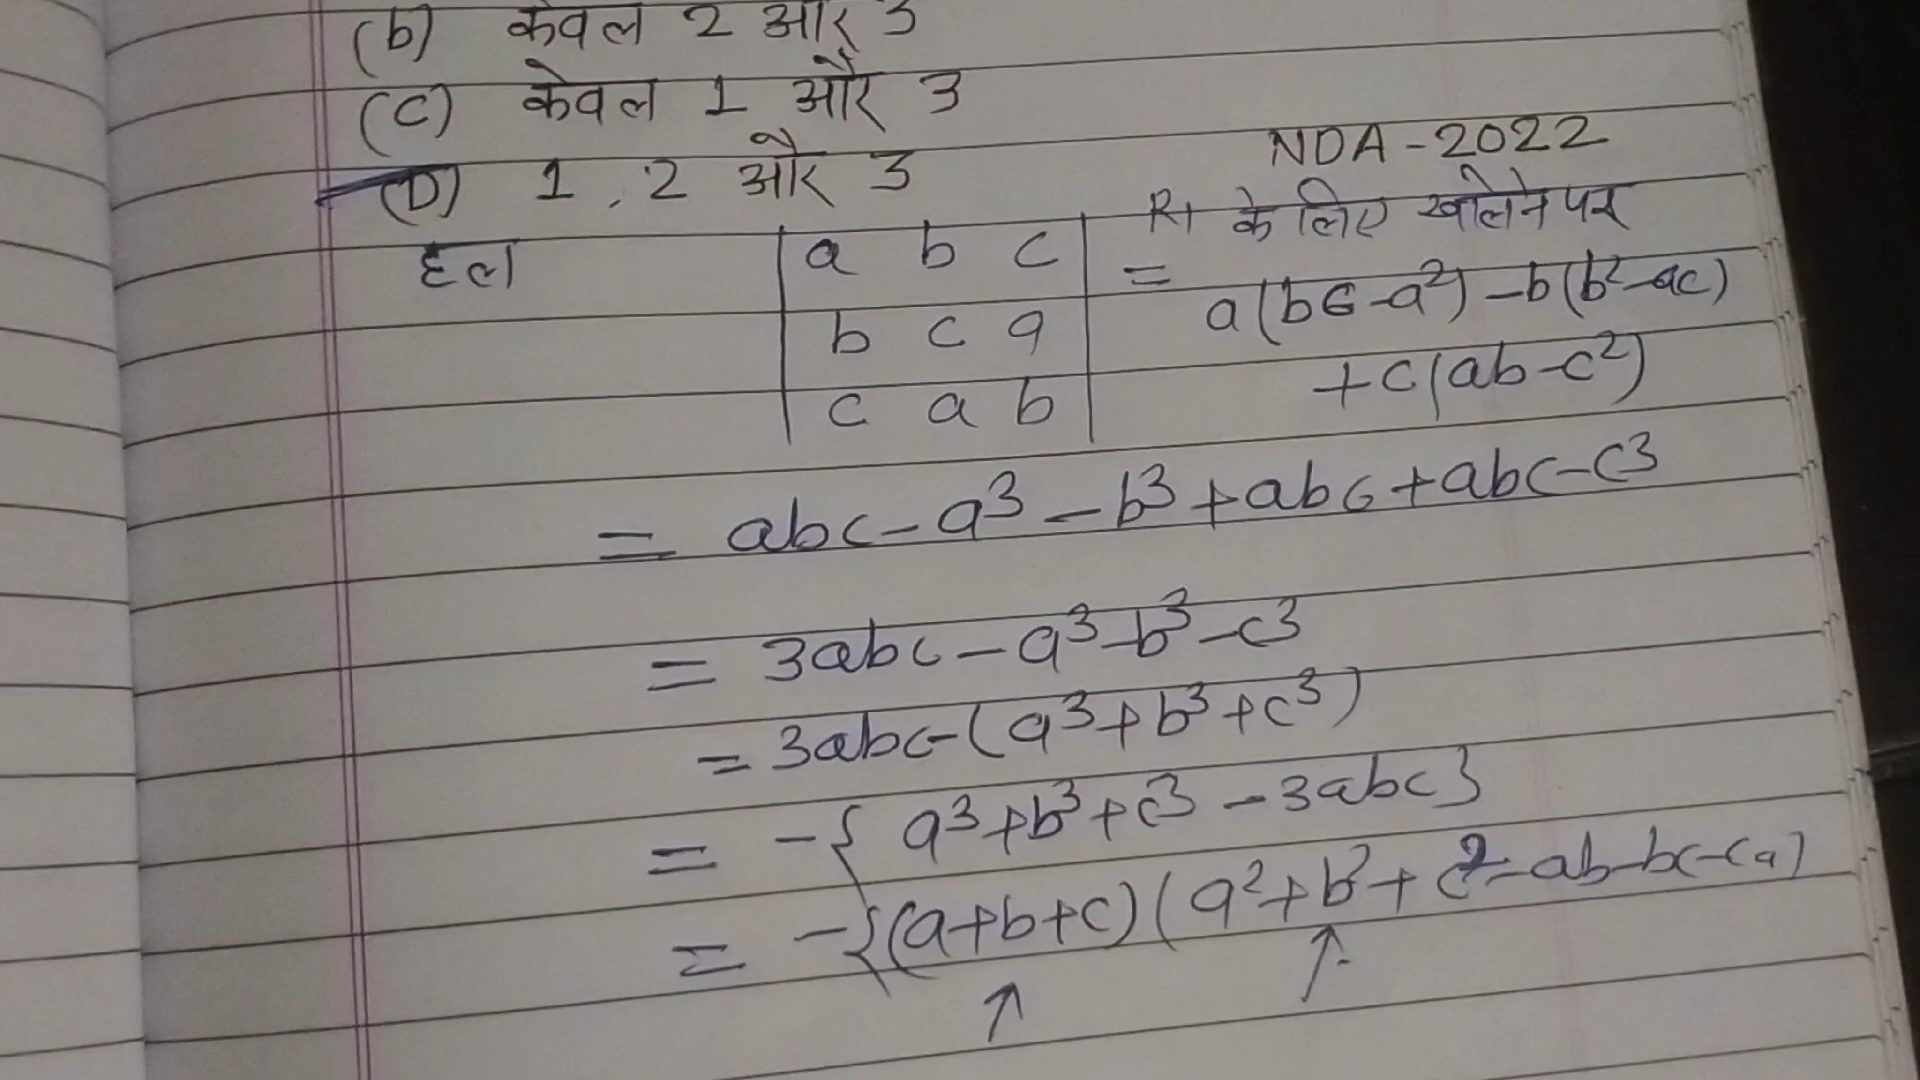 (b) केवल 2 और 3
(C) केवल 1 और 3
(D) 1, 2 और 3
NDA - 2022
हल
| a b c |
| b c a |
| c a b |
R1 के लिए खोलने पर
= a(bc-a²) - b(b²-ac)
+ c(ab-c²)
= abc - a³ - b³ + abc + abc - c³
= 3abc - a³ - b³ - c³
= 3abc - (a³ + b³ + c³)
= -{ a³ + b³ + c³ - 3abc }
= -{(a+b+c)(a² + b² + c² - ab - bc - ca)